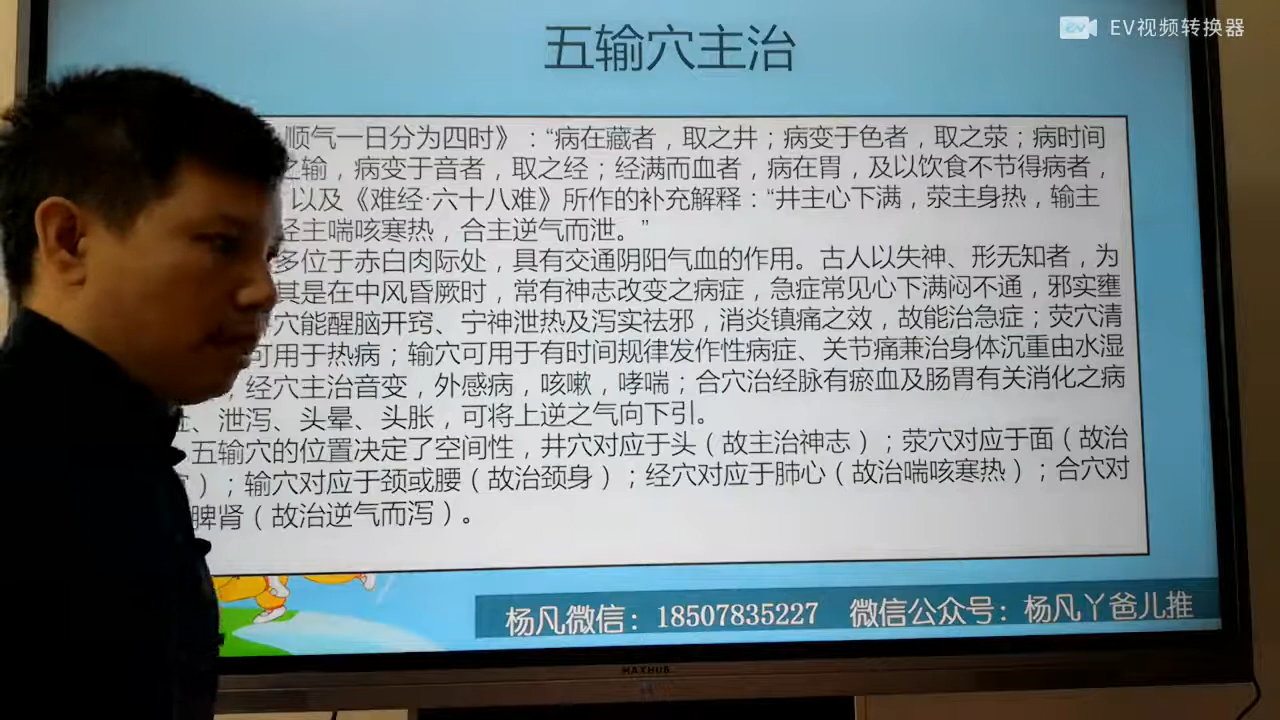 EV视频转换器
五输穴主治
顺气一日分为四时》：“病在藏者，取之井；病变于色者，取之荥；病时间
之输，病变于音者，取之经；经满而血者，病在胃，及以饮食不节得病者，
以及《难经·六十八难》所作的补充解释：“井主心下满，荥主身热，输主
经主喘咳寒热，合主逆气而泄。”
多位于赤白肉际处，具有交通阴阳气血的作用。古人以失神、形无知者，为
其是在中风昏厥时，常有神志改变之病症，急症常见心下满闷不通，邪实壅
穴能醒脑开窍、宁神泄热及泻实祛邪，消炎镇痛之效，故能治急症；荧穴清
可用于热病；输穴可用于有时间规律发作性病症、关节痛兼治身体沉重由水湿
，经穴主治音变，外感病，咳嗽，哮喘；合穴治经脉有瘀血及肠胃有关消化之病
、泄泻、头晕、头胀，可将上逆之气向下引。
五输穴的位置决定了空间性，井穴对应于头（故主治神志）；荥穴对应于面（故治
）；输穴对应于颈或腰（故治颈身）；经穴对应于肺心（故治喘咳寒热）；合穴对
脾肾（故治逆气而泻）。
杨凡微信：18507835227 微信公众号：杨凡丫爸儿推
MAXHUB